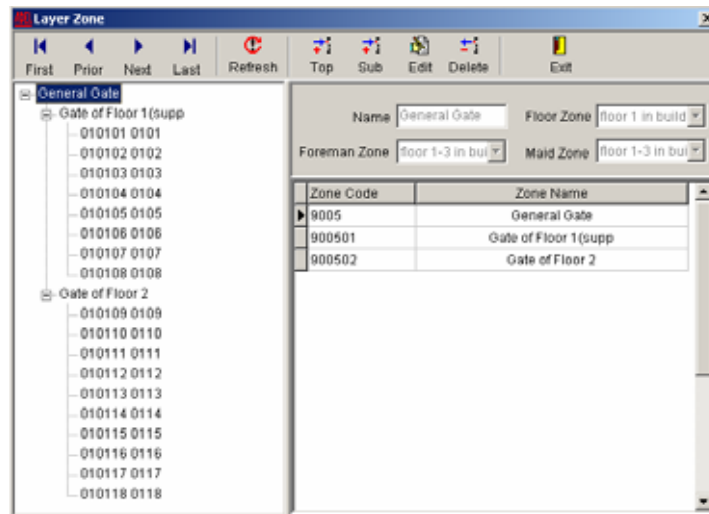 Layer Zone
First Prior Next Last Refresh Top Sub Edit Delete Exit
General Gate
Gate of Floor 1(supp
010101 0101
010102 0102
010103 0103
010104 0104
010105 0105
010106 0106
010107 0107
010108 0108
Gate of Floor 2
010109 0109
010110 0110
010111 0111
010112 0112
010113 0113
010114 0114
010115 0115
010116 0116
010117 0117
010118 0118
Name General Gate Floor Zone floor 1 in build
Foreman Zone floor 1-3 in bui Maid Zone floor 1-3 in bui
Zone Code Zone Name
9005 General Gate
900501 Gate of Floor 1(supp
900502 Gate of Floor 2